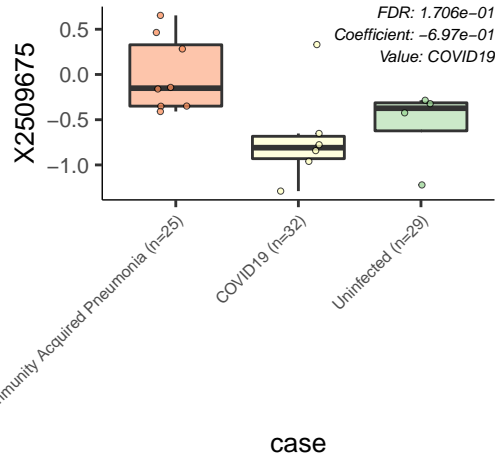 FDR: 1.706e−01
Coefficient: −6.97e−01
Value: COVID19
X2509675
0.5
0.0
−0.5
−1.0
Acquired Pneumonia (n=25)
COVID19 (n=32)
Uninfected (n=29)
case